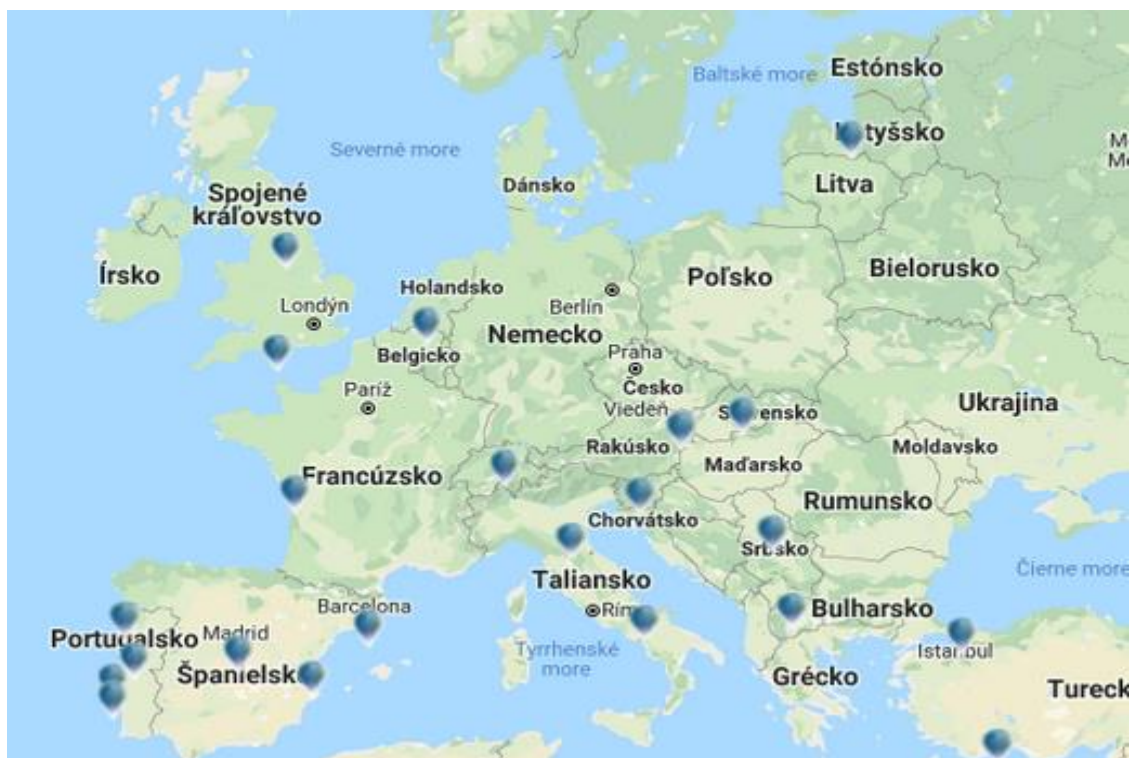 Estónsko
Baltské more
Severné more
Litva
Dánsko
Spojené
kráľovstvo
Írsko
Holandsko
Berlín
Poľsko
Bielorusko
Londýn
Nemecko
Belgicko
Praha
Česko
Paríž
Viedeň
Ukrajina
Rakúsko
Moldavsko
Maďarsko
Francúzsko
Rumunsko
Chorvátsko
Čierne more
Taliansko
Barcelona
Bulharsko
Portugalsko
Madrid
Tyrrhenské
more
Istanbul
Grécko